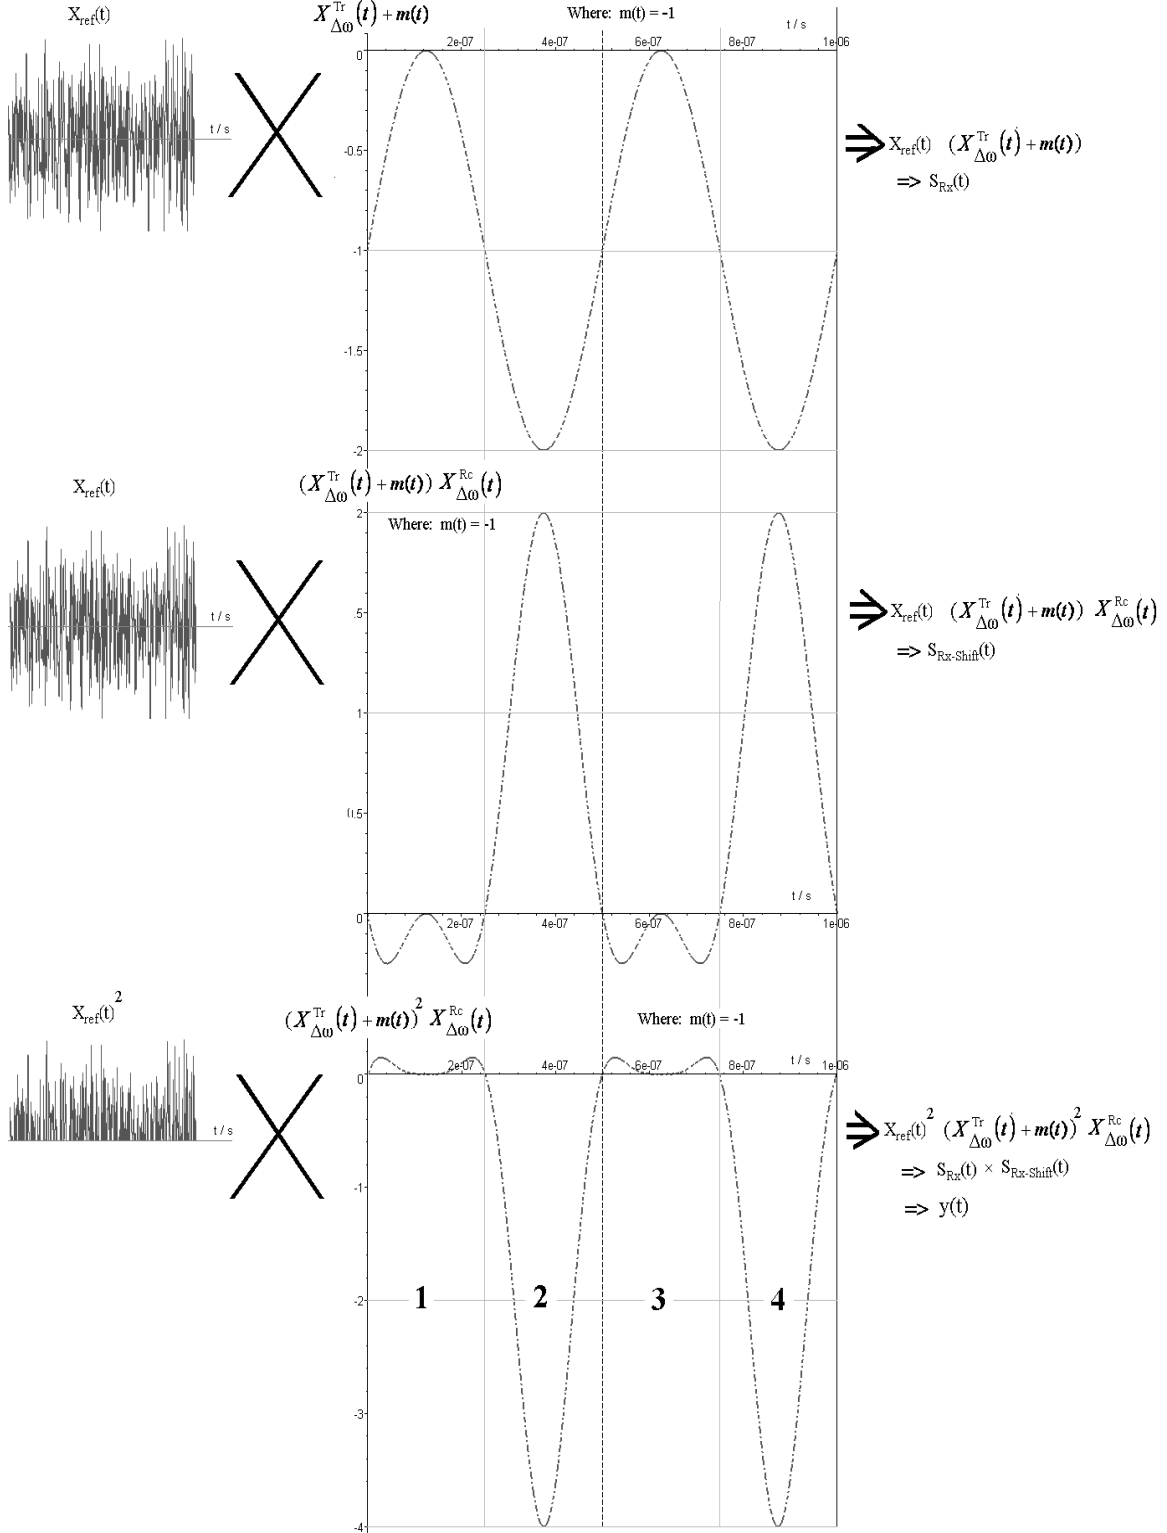 X_ref(t)
X^Tr_Δω(t) + m(t)
Where: m(t) = -1
t / s
2e-07 4e-07 6e-07 8e-07 1e-06
0
-0.5
-1
-1.5
-2
t / s
⇒ X_ref(t) (X^Tr_Δω(t) + m(t))
=> S_Rx(t)
X_ref(t)
(X^Tr_Δω(t) + m(t)) X^Rc_Δω(t)
Where: m(t) = -1
2
.5
1
0.5
0
t / s
2e-07 4e-07 6e-07 8e-07 1e-06
t / s
⇒ X_ref(t) (X^Tr_Δω(t) + m(t)) X^Rc_Δω(t)
=> S_Rx-Shift(t)
X_ref(t)^2
(X^Tr_Δω(t) + m(t))^2 X^Rc_Δω(t)
Where: m(t) = -1
t / s
2e-07 4e-07 6e-07 8e-07 1e-06
0
-1
-2
-3
-4
1 2 3 4
t / s
⇒ X_ref(t)^2 (X^Tr_Δω(t) + m(t))^2 X^Rc_Δω(t)
=> S_Rx(t) × S_Rx-Shift(t)
=> y(t)